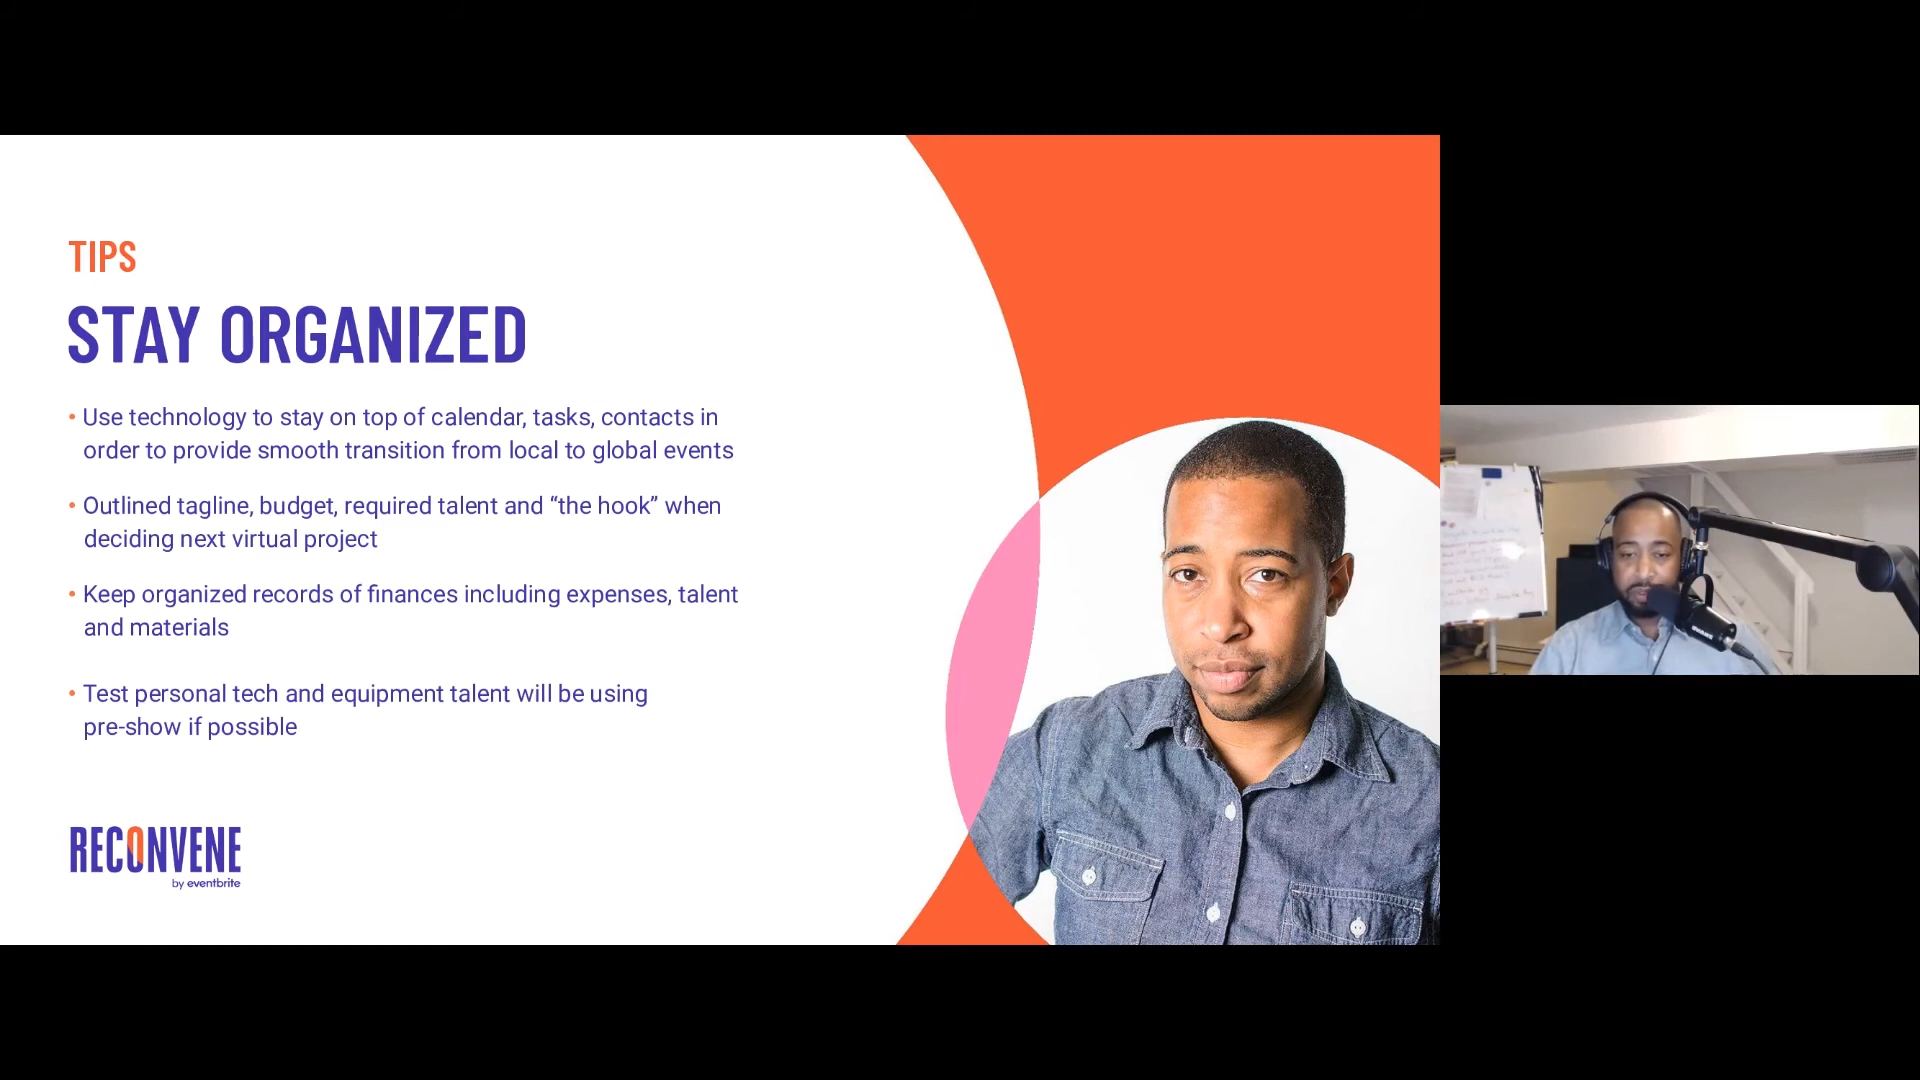 TIPS
STAY ORGANIZED
• Use technology to stay on top of calendar, tasks, contacts in
order to provide smooth transition from local to global events
• Outlined tagline, budget, required talent and “the hook” when
deciding next virtual project
• Keep organized records of finances including expenses, talent
and materials
• Test personal tech and equipment talent will be using
pre-show if possible
RECONVENE
by eventbrite